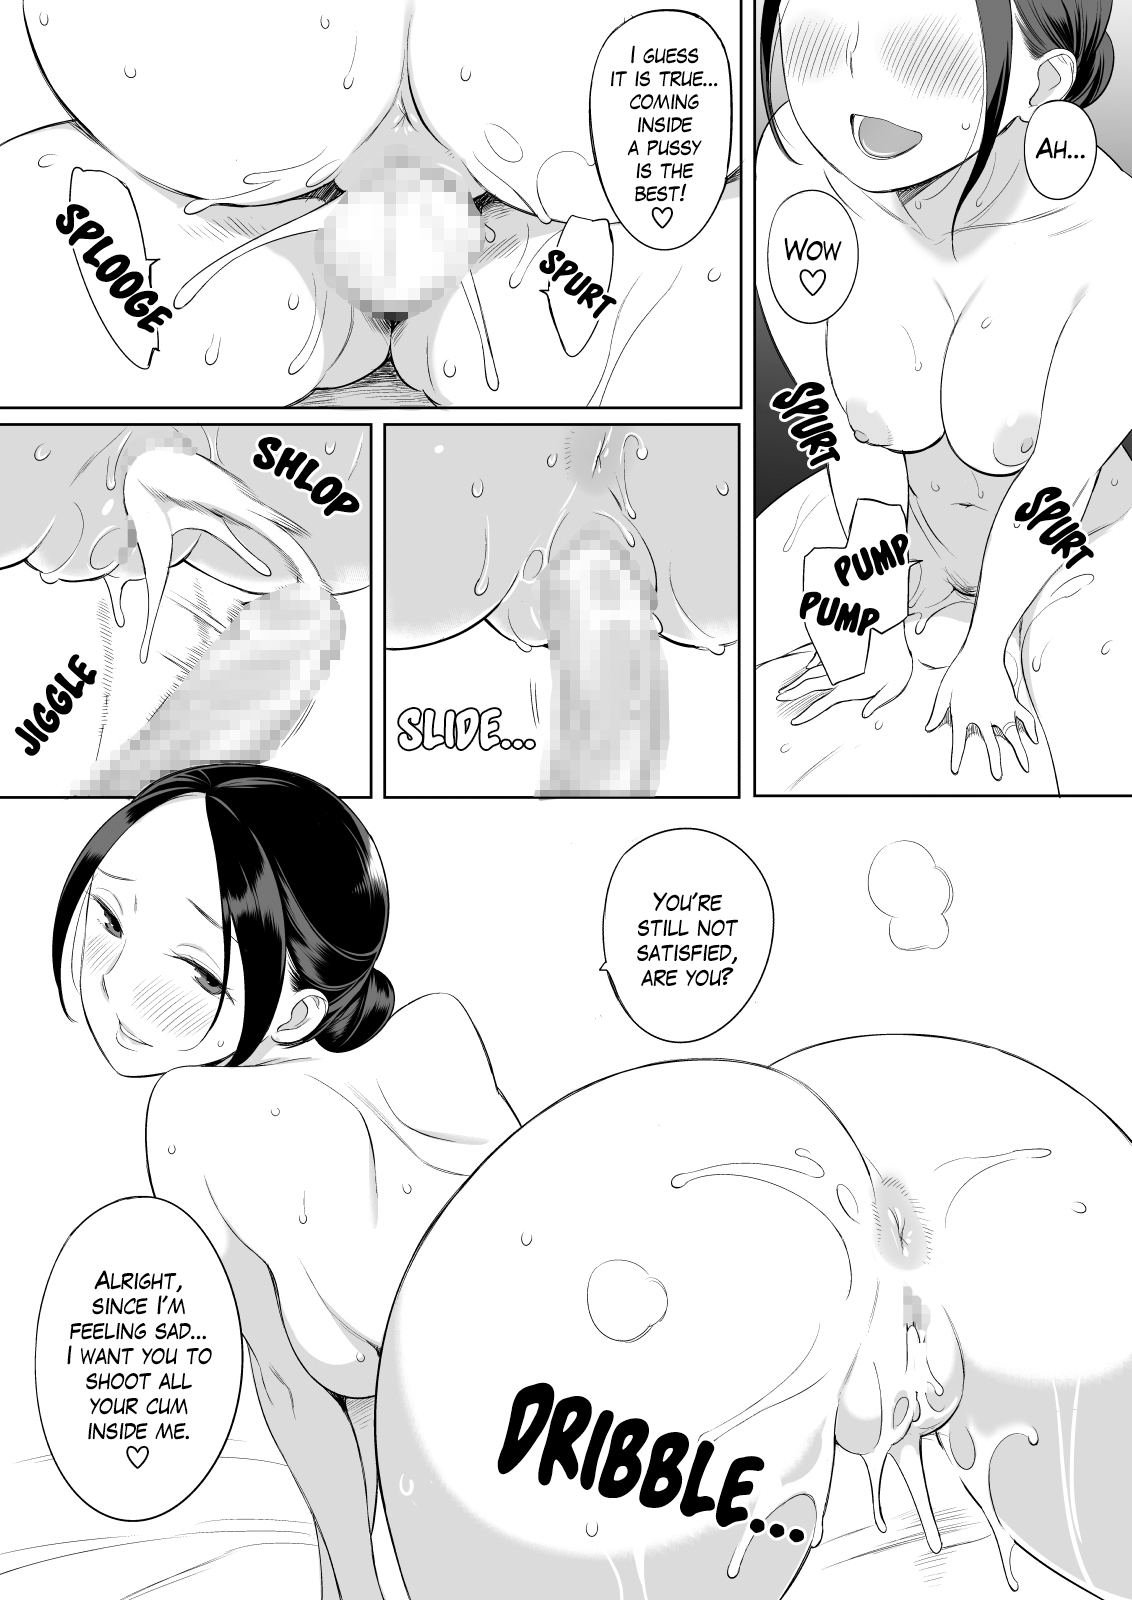 Ah...
Wow
♡
SPURT
SPURT
PUMP
PUMP
I guess
it is true...
coming
inside
a pussy
is the
best!
♡
SPLOOGE
SPURT
SLIDE...
SHLOP
JIGGLE
You're
still not
satisfied,
are you?
Alright,
since I'm
feeling sad...
I want you to
shoot all
your cum
inside me.
♡
DRIBBLE...